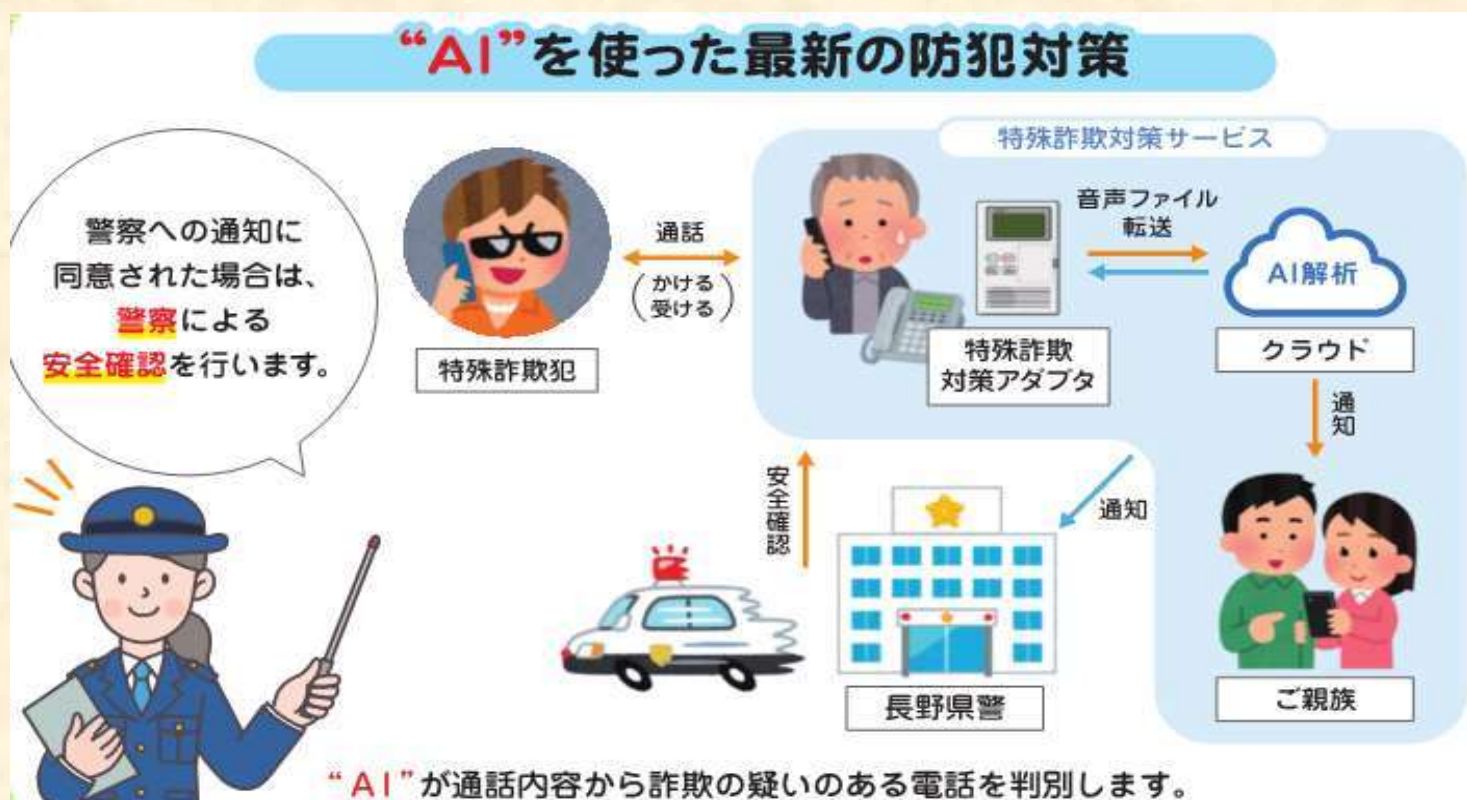 “AI”を使った最新の防犯対策
警察への通知に
同意された場合は、
警察による
安全確認を行います。
特殊詐欺犯
通話
(かける
受ける)
特殊詐欺対策サービス
音声ファイル
転送
AI解析
特殊詐欺
対策アダプタ
クラウド
通知
安全確認
通知
長野県警
ご親族
“AI”が通話内容から詐欺の疑いのある電話を判別します。